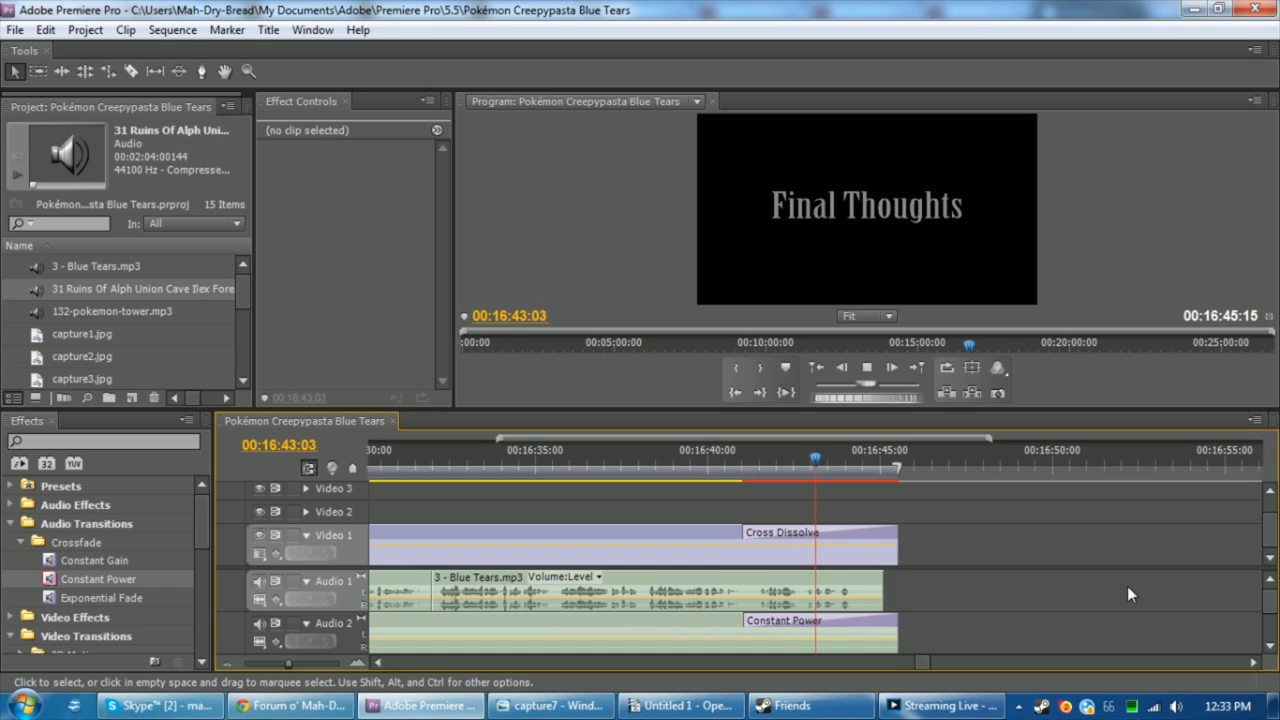 Adobe Premiere Pro - C:\Users\Mah-Dry-Bread\My Documents\Adobe\Premiere Pro\5.5\Pokémon Creepypasta Blue Tears
File Edit Project Clip Sequence Marker Title Window Help
Tools
Project: Pokémon Creepypasta Blue Tears
31 Ruins Of Alph Uni...
Audio
00:02:04:00144
44100 Hz - Compresse...
Pokémon...sta Blue Tears.prproj 15 Items
In: All
Name
3 - Blue Tears.mp3
31 Ruins Of Alph Union Cave Ilex Fore
132-pokemon-tower.mp3
capture1.jpg
capture2.jpg
capture3.jpg
Effect Controls
(no clip selected)
00:16:43:03
Program: Pokémon Creepypasta Blue Tears
Final Thoughts
00:16:43:03 Fit 00:16:45:15
:00:00 00:05:00:00 00:10:00:00 00:15:00:00 00:20:00:00 00:25:00:00
Effects
32 YUV
Presets
Audio Effects
Audio Transitions
Crossfade
Constant Gain
Constant Power
Exponential Fade
Video Effects
Video Transitions
Pokémon Creepypasta Blue Tears
00:16:43:03
30:00 00:16:35:00 00:16:40:00 00:16:45:00 00:16:50:00 00:16:55:00
Video 3
Video 2
Video 1 Cross Dissolve
Audio 1 3 - Blue Tears.mp3 Volume:Level
Audio 2 Constant Power
Click to select, or click in empty space and drag to marquee select. Use Shift, Alt, and Ctrl for other options.
Skype™ [2] - ma... Forum o' Mah-D... Adobe Premiere ... capture7 - Wind... Untitled 1 - Ope... Friends Streaming Live - ... 66 12:33 PM